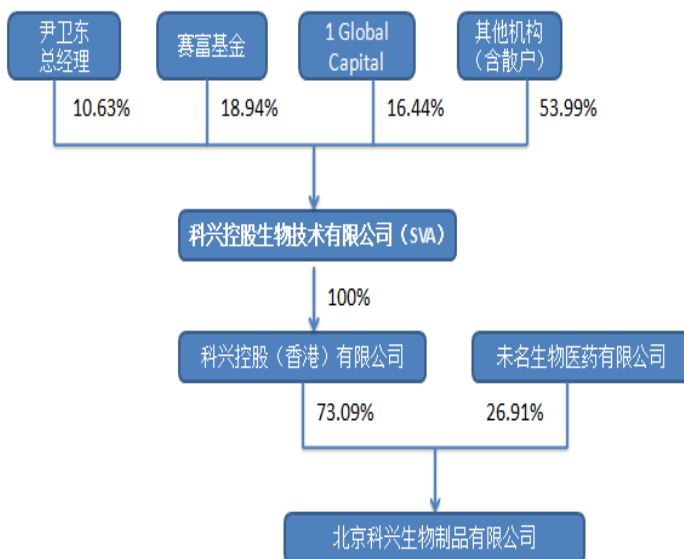 尹卫东
总经理
赛富基金
1 Global
Capital
其他机构
（含散户）
10.63%
18.94%
16.44%
53.99%
科兴控股生物技术有限公司（SVA）
100%
科兴控股（香港）有限公司
未名生物医药有限公司
73.09%
26.91%
北京科兴生物制品有限公司